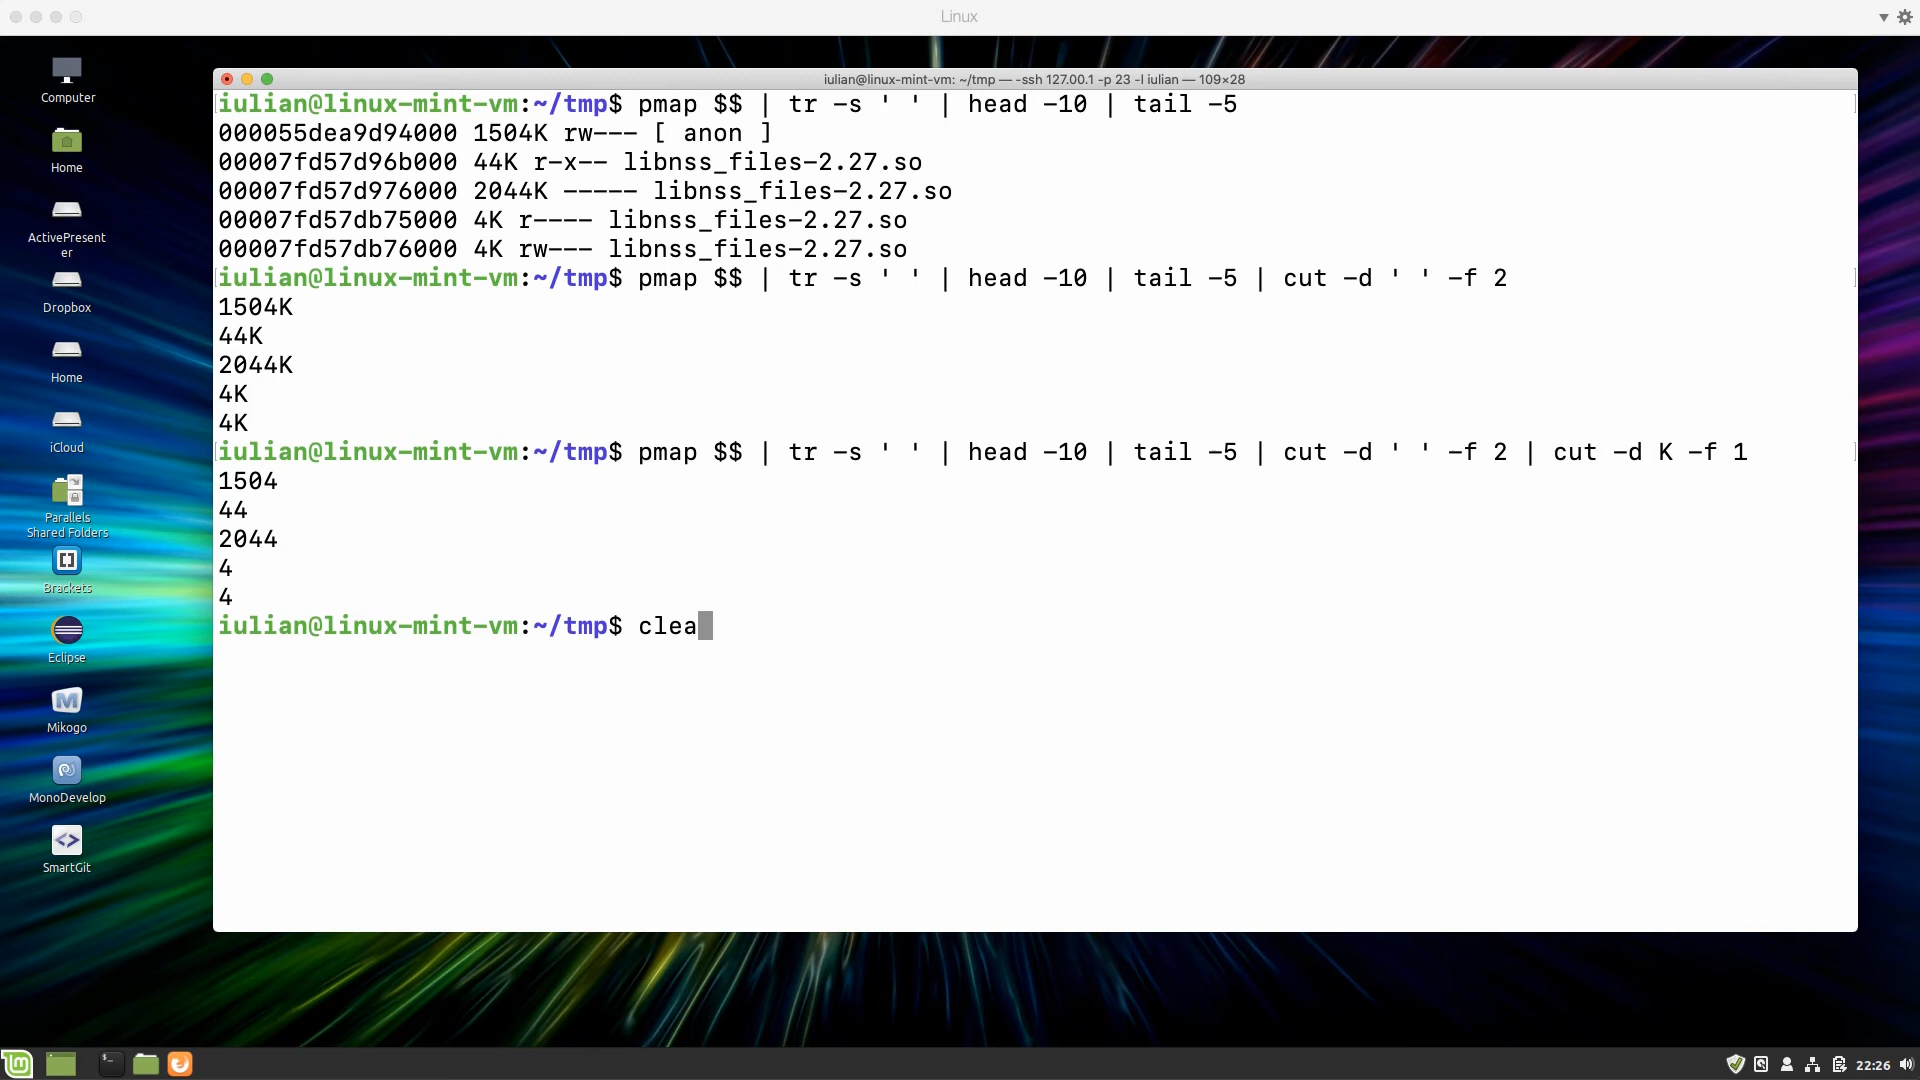 Linux
Computer
Home
ActivePresent
er
Dropbox
Home
iCloud
Parallels
Shared Folders
Brackets
Eclipse
Mikogo
MonoDevelop
SmartGit
iulian@linux-mint-vm: ~/tmp — -ssh 127.00.1 -p 23 -l iulian — 109×28
iulian@linux-mint-vm:~/tmp$ pmap $$ | tr -s ' ' | head -10 | tail -5
000055dea9d94000 1504K rw--- [ anon ]
00007fd57d96b000 44K r-x-- libnss_files-2.27.so
00007fd57d976000 2044K ----- libnss_files-2.27.so
00007fd57db75000 4K r---- libnss_files-2.27.so
00007fd57db76000 4K rw--- libnss_files-2.27.so
iulian@linux-mint-vm:~/tmp$ pmap $$ | tr -s ' ' | head -10 | tail -5 | cut -d ' ' -f 2
1504K
44K
2044K
4K
4K
iulian@linux-mint-vm:~/tmp$ pmap $$ | tr -s ' ' | head -10 | tail -5 | cut -d ' ' -f 2 | cut -d K -f 1
1504
44
2044
4
4
iulian@linux-mint-vm:~/tmp$ clea
22:26